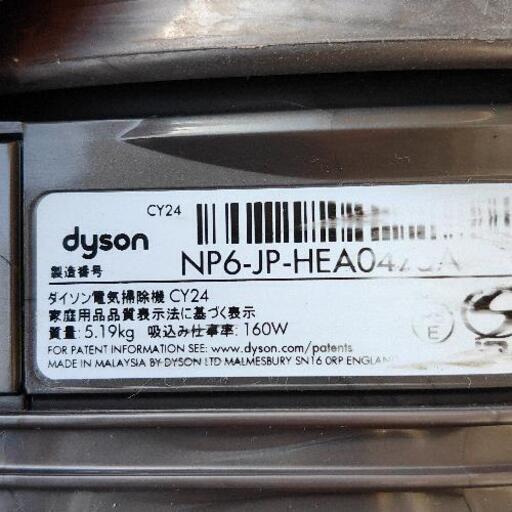 CY24
dyson
製造番号
NP6-JP-HEA04
ダイソン電気掃除機 CY24
家庭用品品質表示法に基づく表示
質量: 5.19kg 吸込み仕事率: 160W
FOR PATENT INFORMATION SEE: www.dyson.com/patents
MADE IN MALAYSIA BY DYSON LTD MALMESBURY SN16 0RP ENGLAND
E